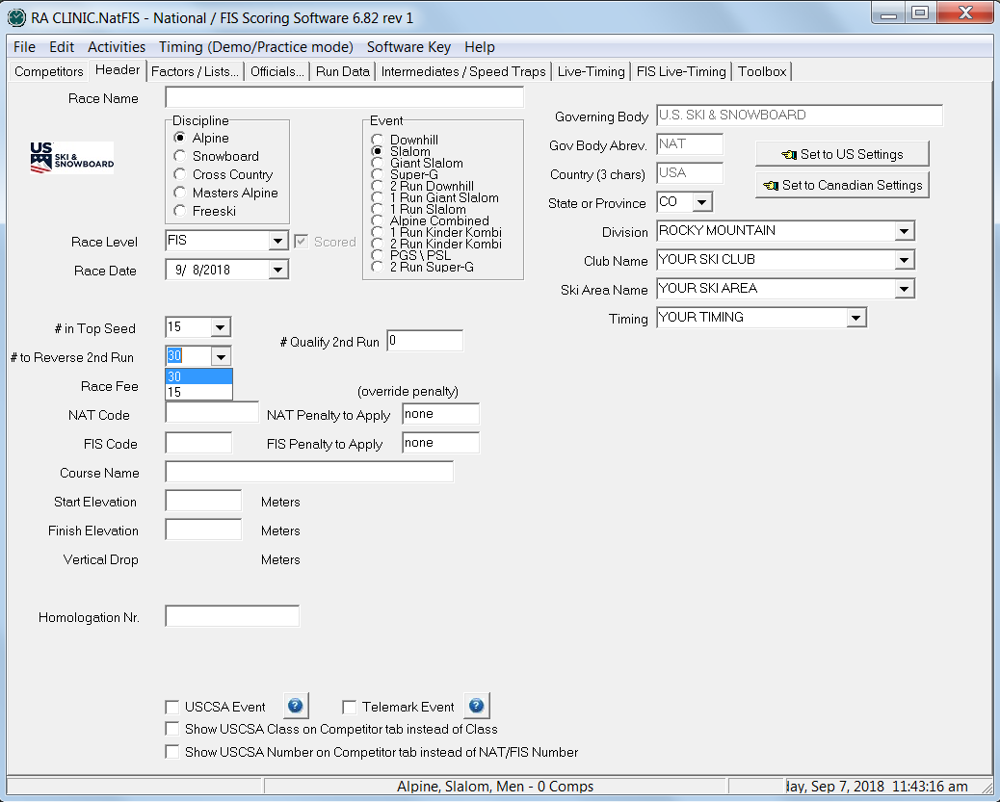 RA CLINIC.NatFIS - National / FIS Scoring Software 6.82 rev 1
File Edit Activities Timing (Demo/Practice mode) Software Key Help
Competitors Header Factors / Lists... Officials... Run Data Intermediates / Speed Traps Live-Timing FIS Live-Timing Toolbox
Race Name
US SKI & SNOWBOARD
Discipline
Alpine
Snowboard
Cross Country
Masters Alpine
Freeski
Event
Downhill
Slalom
Giant Slalom
Super-G
2 Run Downhill
1 Run Giant Slalom
1 Run Slalom
Alpine Combined
1 Run Kinder Kombi
2 Run Kinder Kombi
PGS \ PSL
2 Run Super-G
Race Level FIS Scored
Race Date 9/ 8/2018
Governing Body U.S. SKI & SNOWBOARD
Gov Body Abrev. NAT
Country (3 chars) USA
Set to US Settings
Set to Canadian Settings
State or Province CO
Division ROCKY MOUNTAIN
Club Name YOUR SKI CLUB
Ski Area Name YOUR SKI AREA
Timing YOUR TIMING
# in Top Seed 15
# Qualify 2nd Run 0
# to Reverse 2nd Run 30
30
15
Race Fee (override penalty)
NAT Code NAT Penalty to Apply none
FIS Code FIS Penalty to Apply none
Course Name
Start Elevation Meters
Finish Elevation Meters
Vertical Drop Meters
Homologation Nr.
USCSA Event ? Telemark Event ?
Show USCSA Class on Competitor tab instead of Class
Show USCSA Number on Competitor tab instead of NAT/FIS Number
Alpine, Slalom, Men - 0 Comps
day, Sep 7, 2018 11:43:16 am